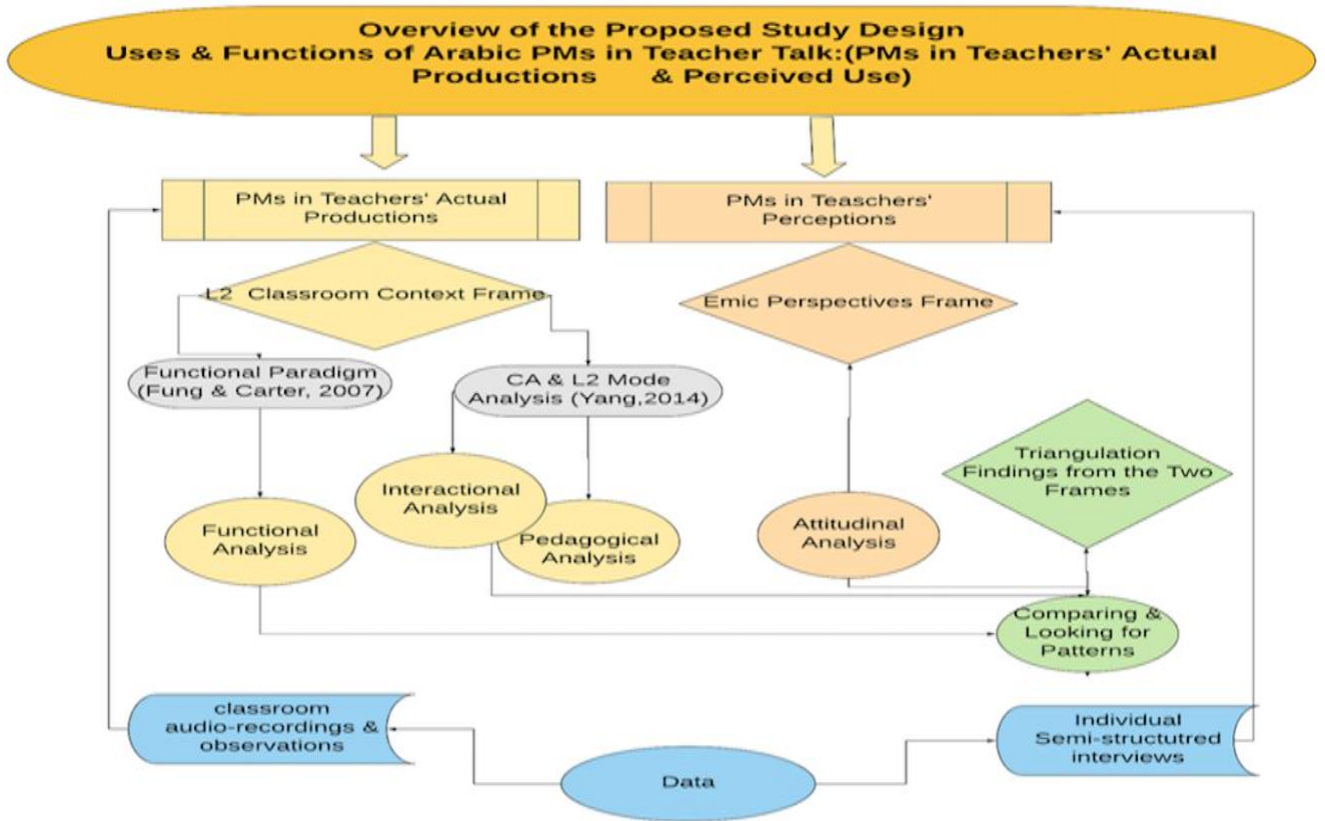 Overview of the Proposed Study Design
Uses & Functions of Arabic PMs in Teacher Talk:(PMs in Teachers' Actual
Productions & Perceived Use)
PMs in Teachers' Actual
Productions
PMs in Teaschers'
Perceptions
L2 Classroom Context Frame
Emic Perspectives Frame
Functional Paradigm
(Fung & Carter, 2007)
CA & L2 Mode
Analysis (Yang,2014)
Triangulation
Findings from the Two
Frames
Interactional
Analysis
Functional
Analysis
Pedagogical
Analysis
Attitudinal
Analysis
Comparing &
Looking for
Patterns
classroom
audio-recordings &
observations
Individual
Semi-structutred
interviews
Data